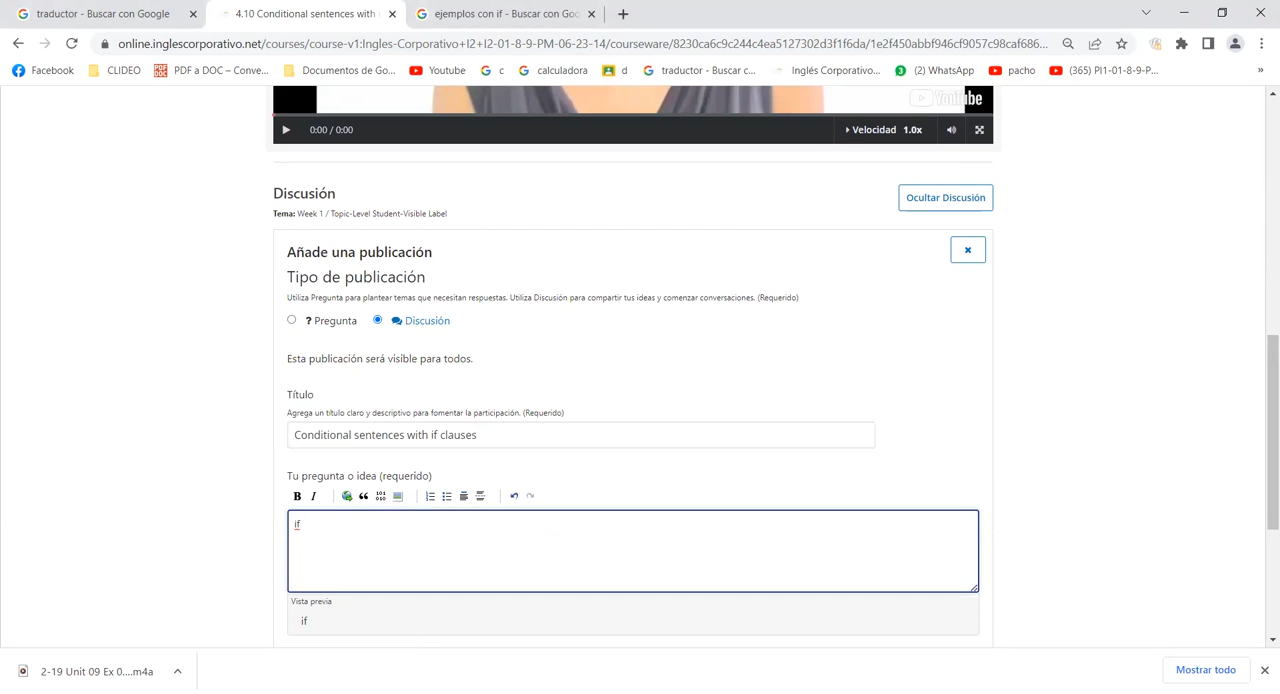 traductor - Buscar con Google
4.10 Conditional sentences with
ejemplos con if - Buscar con Goo
online.inglescorporativo.net/courses/course-v1:Ingles-Corporativo+I212-01-8-9-PM-06-23-14/courseware/8230ca6c9c244c4ea5127302d3f1f6da/1e2f450abbf946cf9057c98caf686...
Facebook
CLIDEO
PDF a DOC – Conve...
Documentos de Go...
Youtube
c
calculadora
d
traductor - Buscar c...
Inglés Corporativo...
(2) WhatsApp
pacho
(365) PI1-01-8-9-P...
YouTube
0:00 / 0:00
Velocidad 1.0x
Discusión
Ocultar Discusión
Tema: Week 1 / Topic-Level Student-Visible Label
Añade una publicación
Tipo de publicación
Utiliza Pregunta para plantear temas que necesitan respuestas. Utiliza Discusión para compartir tus ideas y comenzar conversaciones. (Requerido)
? Pregunta
Discusión
Esta publicación será visible para todos.
Título
Agrega un título claro y descriptivo para fomentar la participación. (Requerido)
Conditional sentences with if clauses
Tu pregunta o idea (requerido)
B I
if
Vista previa
if
2-19 Unit 09 Ex 0....m4a
Mostrar todo